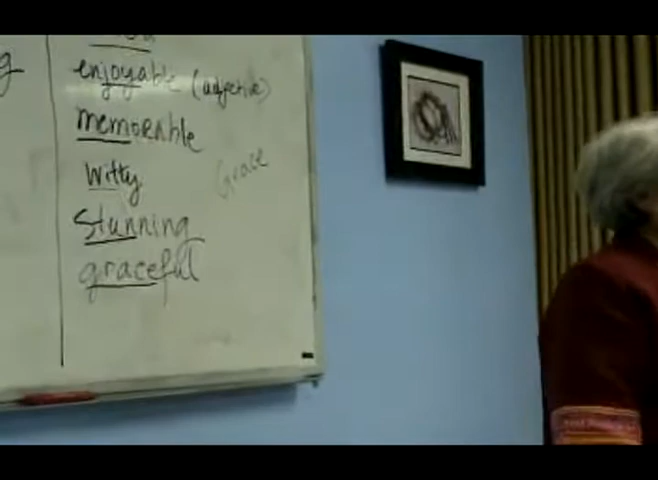 enjoyable (adjective)
memorable
witty
Grace
Stunning
graceful